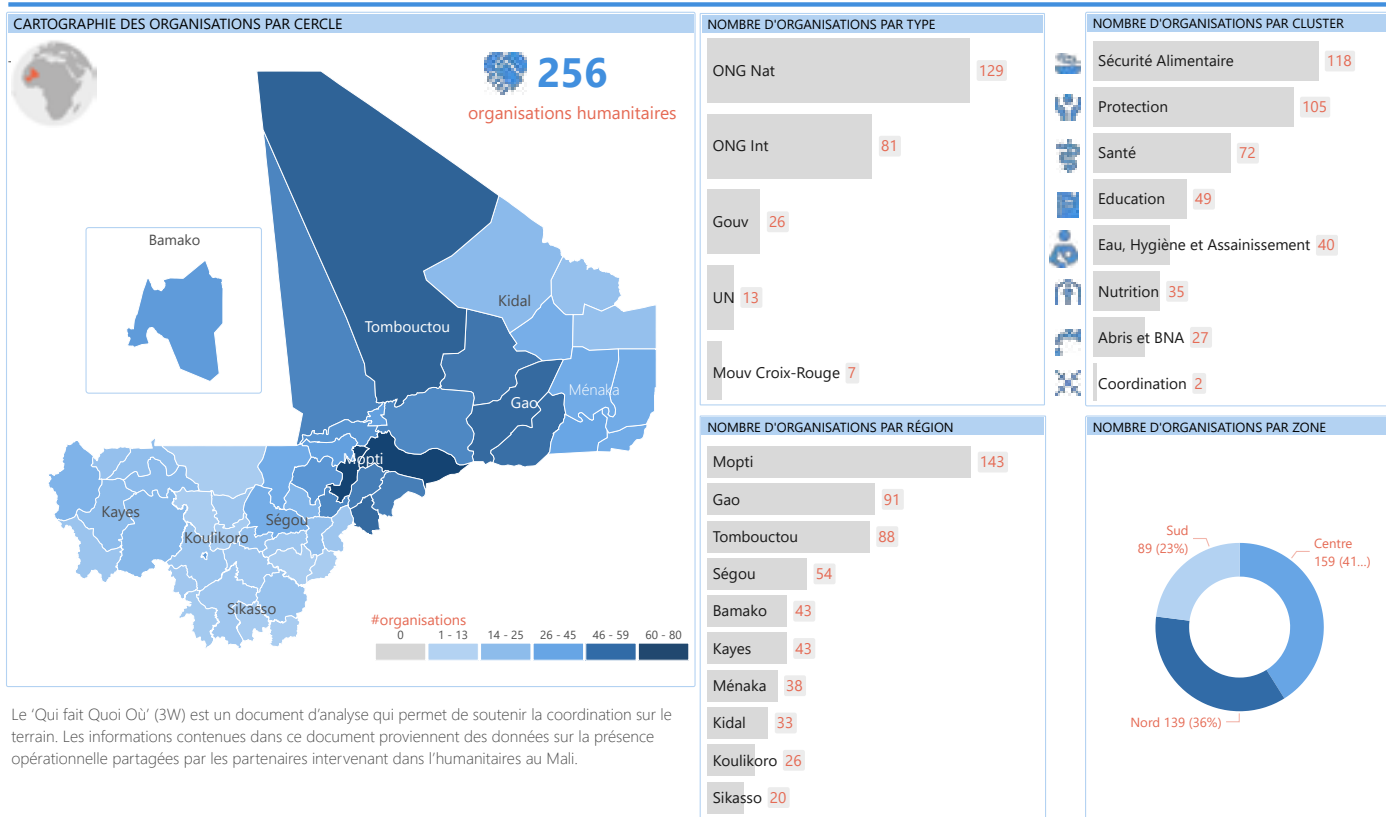 CARTOGRAPHIE DES ORGANISATIONS PAR CERCLE
256
organisations humanitaires
Bamako
Kidal
Tombouctou
Ménaka
Gao
Mopti
Kayes
Ségou
Koulikoro
Sikasso
#organisations
0
1 - 13
14 - 25
26 - 45
46 - 59
60 - 80
Le ‘Qui fait Quoi Où’ (3W) est un document d’analyse qui permet de soutenir la coordination sur le
terrain. Les informations contenues dans ce document proviennent des données sur la présence
opérationnelle partagées par les partenaires intervenant dans l’humanitaires au Mali.
NOMBRE D'ORGANISATIONS PAR TYPE
ONG Nat 129
ONG Int 81
Gouv 26
UN 13
Mouv Croix-Rouge 7
NOMBRE D'ORGANISATIONS PAR RÉGION
Mopti 143
Gao 91
Tombouctou 88
Ségou 54
Bamako 43
Kayes 43
Ménaka 38
Kidal 33
Koulikoro 26
Sikasso 20
NOMBRE D'ORGANISATIONS PAR CLUSTER
Sécurité Alimentaire 118
Protection 105
Santé 72
Education 49
Eau, Hygiène et Assainissement 40
Nutrition 35
Abris et BNA 27
Coordination 2
NOMBRE D'ORGANISATIONS PAR ZONE
Sud
89 (23%)
Centre
159 (41...)
Nord 139 (36%)